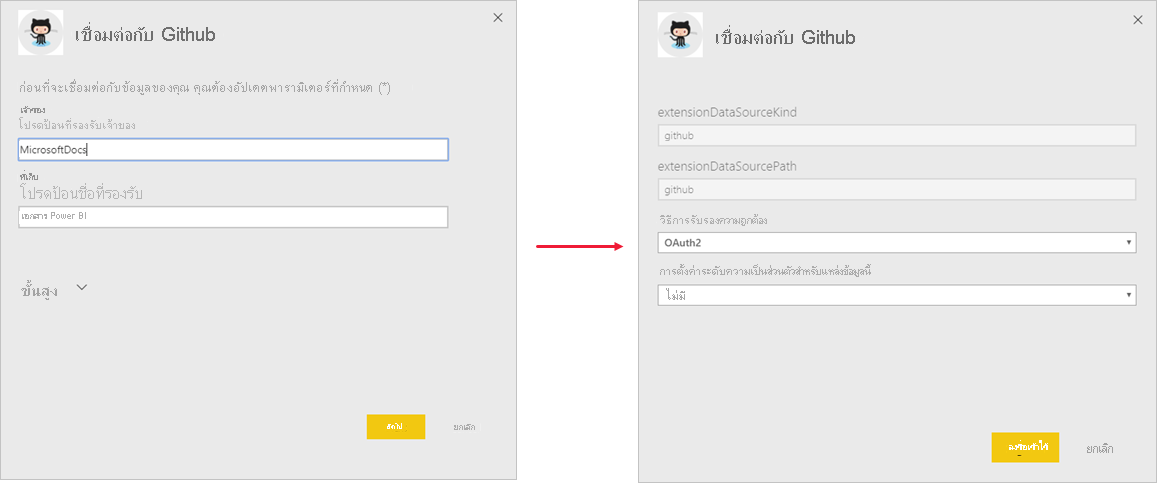 เชื่อมต่อกับ Github
ก่อนที่จะเชื่อมต่อกับข้อมูลของคุณ คุณต้องอัปเดตพารามิเตอร์ที่กำหนด (*)
เจ้าของ
โปรดป้อนที่รองรับเจ้าของ
MicrosoftDocs
ที่เก็บ
โปรดป้อนชื่อที่รองรับ
เอกสาร Power BI
ขั้นสูง
ถัดไป
ยกเลิก
เชื่อมต่อกับ Github
extensionDataSourceKind
github
extensionDataSourcePath
github
วิธีการรับรองความถูกต้อง
OAuth2
การตั้งค่าระดับความเป็นส่วนตัวสำหรับแหล่งข้อมูลนี้
ไม่มี
ลงชื่อเข้าใช้
ยกเลิก